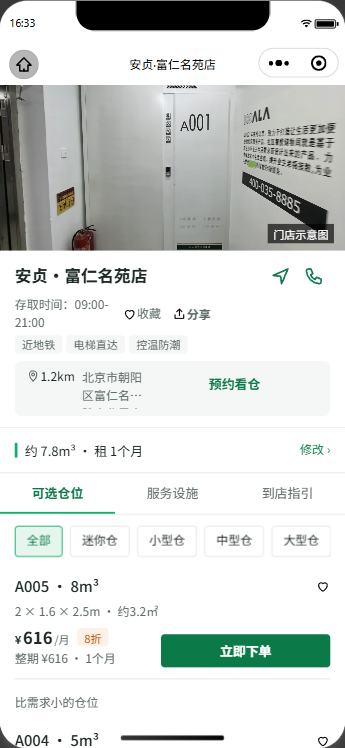 16:33
安贞·富仁名苑店
A001
400-035-8885
门店示意图
安贞·富仁名苑店
存取时间：09:00-
21:00
收藏
分享
近地铁
电梯直达
控温防潮
1.2km
北京市朝阳
区富仁名…
预约看仓
约 7.8m³ · 租 1个月
修改 ›
可选仓位
服务设施
到店指引
全部
迷你仓
小型仓
中型仓
大型仓
A005 · 8m³
2 × 1.6 × 2.5m · 约3.2㎡
¥616/月
8折
整期 ¥616 · 1个月
立即下单
比需求小的仓位
A004 · 5m³